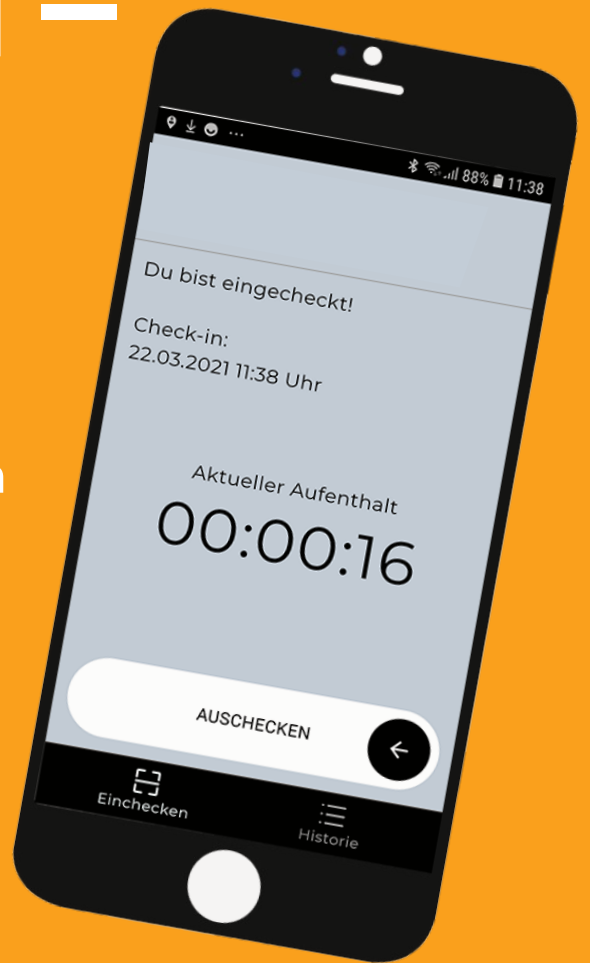 88% 11:38
Du bist eingecheckt!
Check-in:
22.03.2021 11:38 Uhr
Aktueller Aufenthalt
00:00:16
AUSCHECKEN
Einchecken
Historie